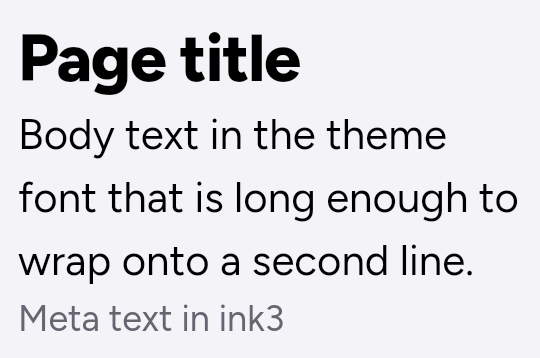 Page title
Body text in the theme
font that is long enough to
wrap onto a second line.
Meta text in ink3